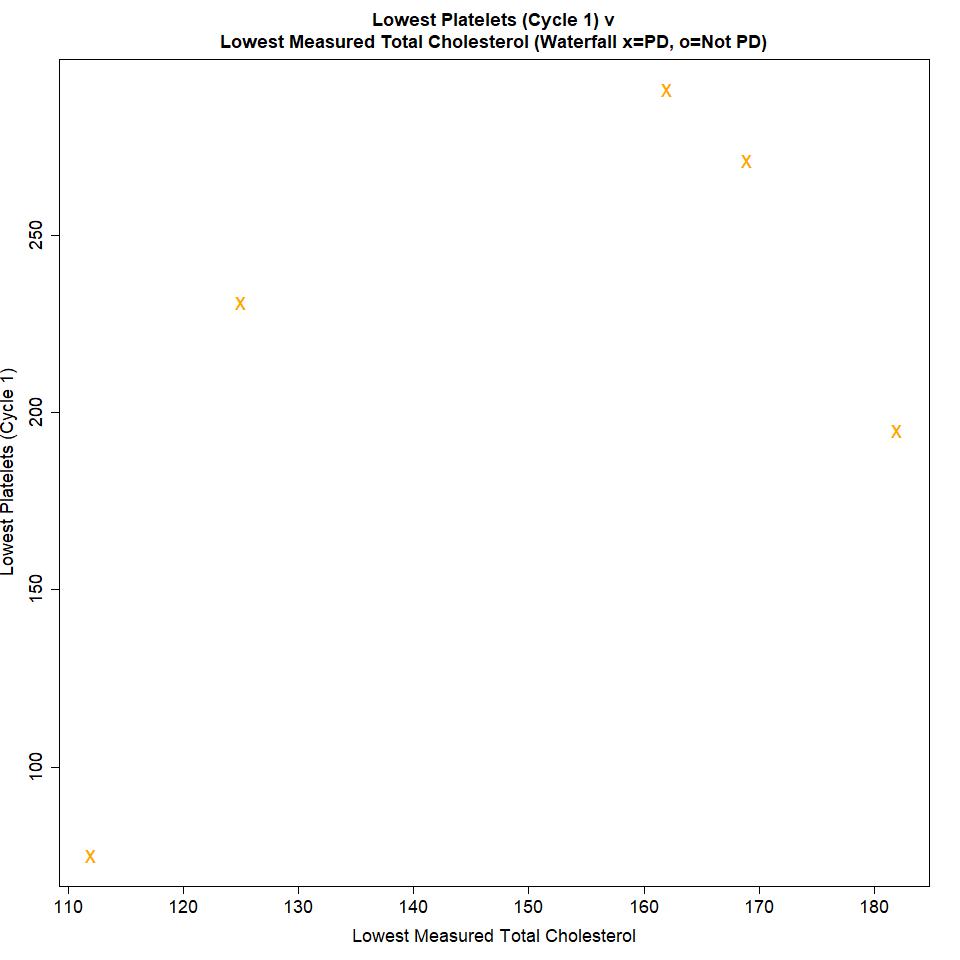 Lowest Platelets (Cycle 1) v
Lowest Measured Total Cholesterol (Waterfall x=PD, o=Not PD)
Lowest Platelets (Cycle 1)
250
200
150
100
X
X
X
X
X
110 120 130 140 150 160 170 180
Lowest Measured Total Cholesterol